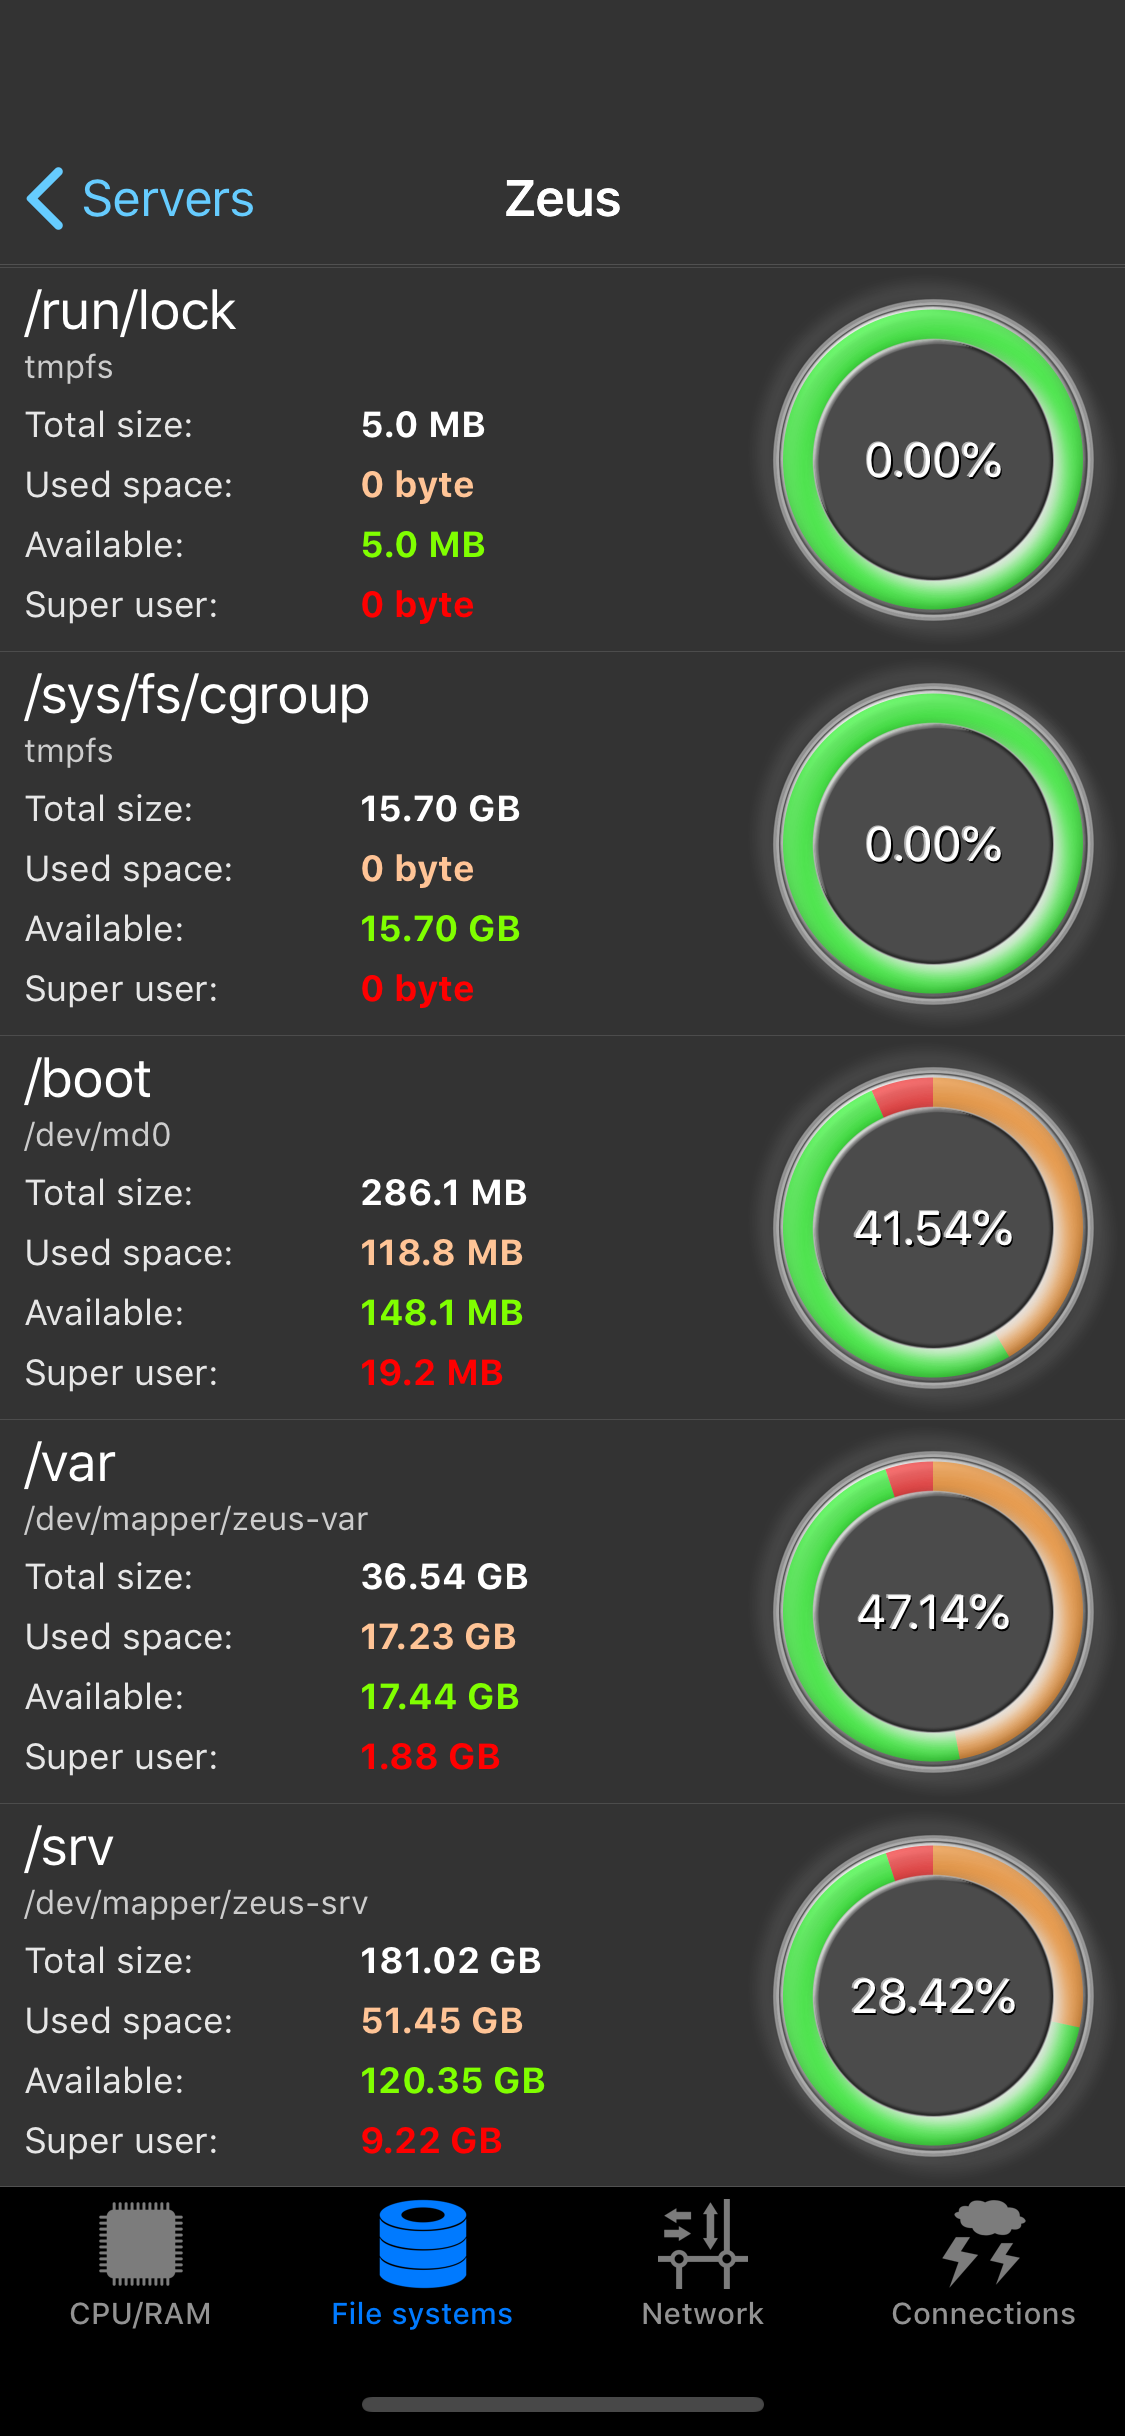 Servers
Zeus
/run/lock
tmpfs
Total size: 5.0 MB
Used space: 0 byte
Available: 5.0 MB
Super user: 0 byte
0.00%
/sys/fs/cgroup
tmpfs
Total size: 15.70 GB
Used space: 0 byte
Available: 15.70 GB
Super user: 0 byte
0.00%
/boot
/dev/md0
Total size: 286.1 MB
Used space: 118.8 MB
Available: 148.1 MB
Super user: 19.2 MB
41.54%
/var
/dev/mapper/zeus-var
Total size: 36.54 GB
Used space: 17.23 GB
Available: 17.44 GB
Super user: 1.88 GB
47.14%
/srv
/dev/mapper/zeus-srv
Total size: 181.02 GB
Used space: 51.45 GB
Available: 120.35 GB
Super user: 9.22 GB
28.42%
CPU/RAM
File systems
Network
Connections